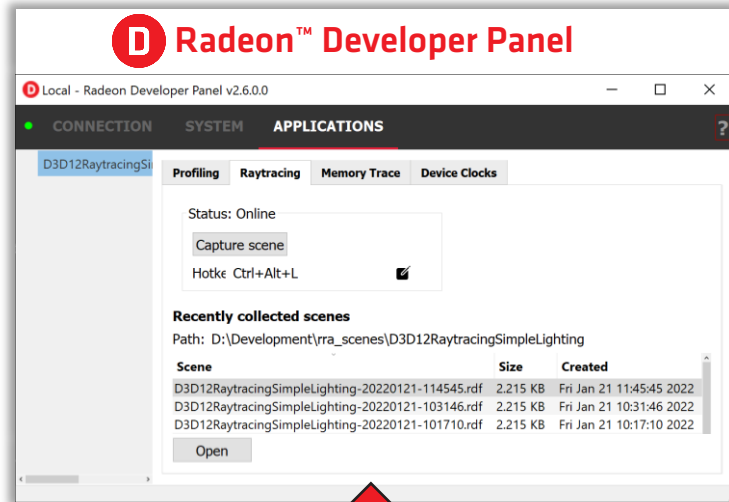 D Radeon™ Developer Panel
D Local - Radeon Developer Panel v2.6.0.0
CONNECTION SYSTEM APPLICATIONS ?
D3D12RaytracingSi
Profiling Raytracing Memory Trace Device Clocks
Status: Online
Capture scene
Hotke Ctrl+Alt+L
Recently collected scenes
Path: D:\Development\rra_scenes\D3D12RaytracingSimpleLighting
Scene Size Created
D3D12RaytracingSimpleLighting-20220121-114545.rdf 2.215 KB Fri Jan 21 11:45:45 2022
D3D12RaytracingSimpleLighting-20220121-103146.rdf 2.215 KB Fri Jan 21 10:31:46 2022
D3D12RaytracingSimpleLighting-20220121-101710.rdf 2.215 KB Fri Jan 21 10:17:10 2022
Open